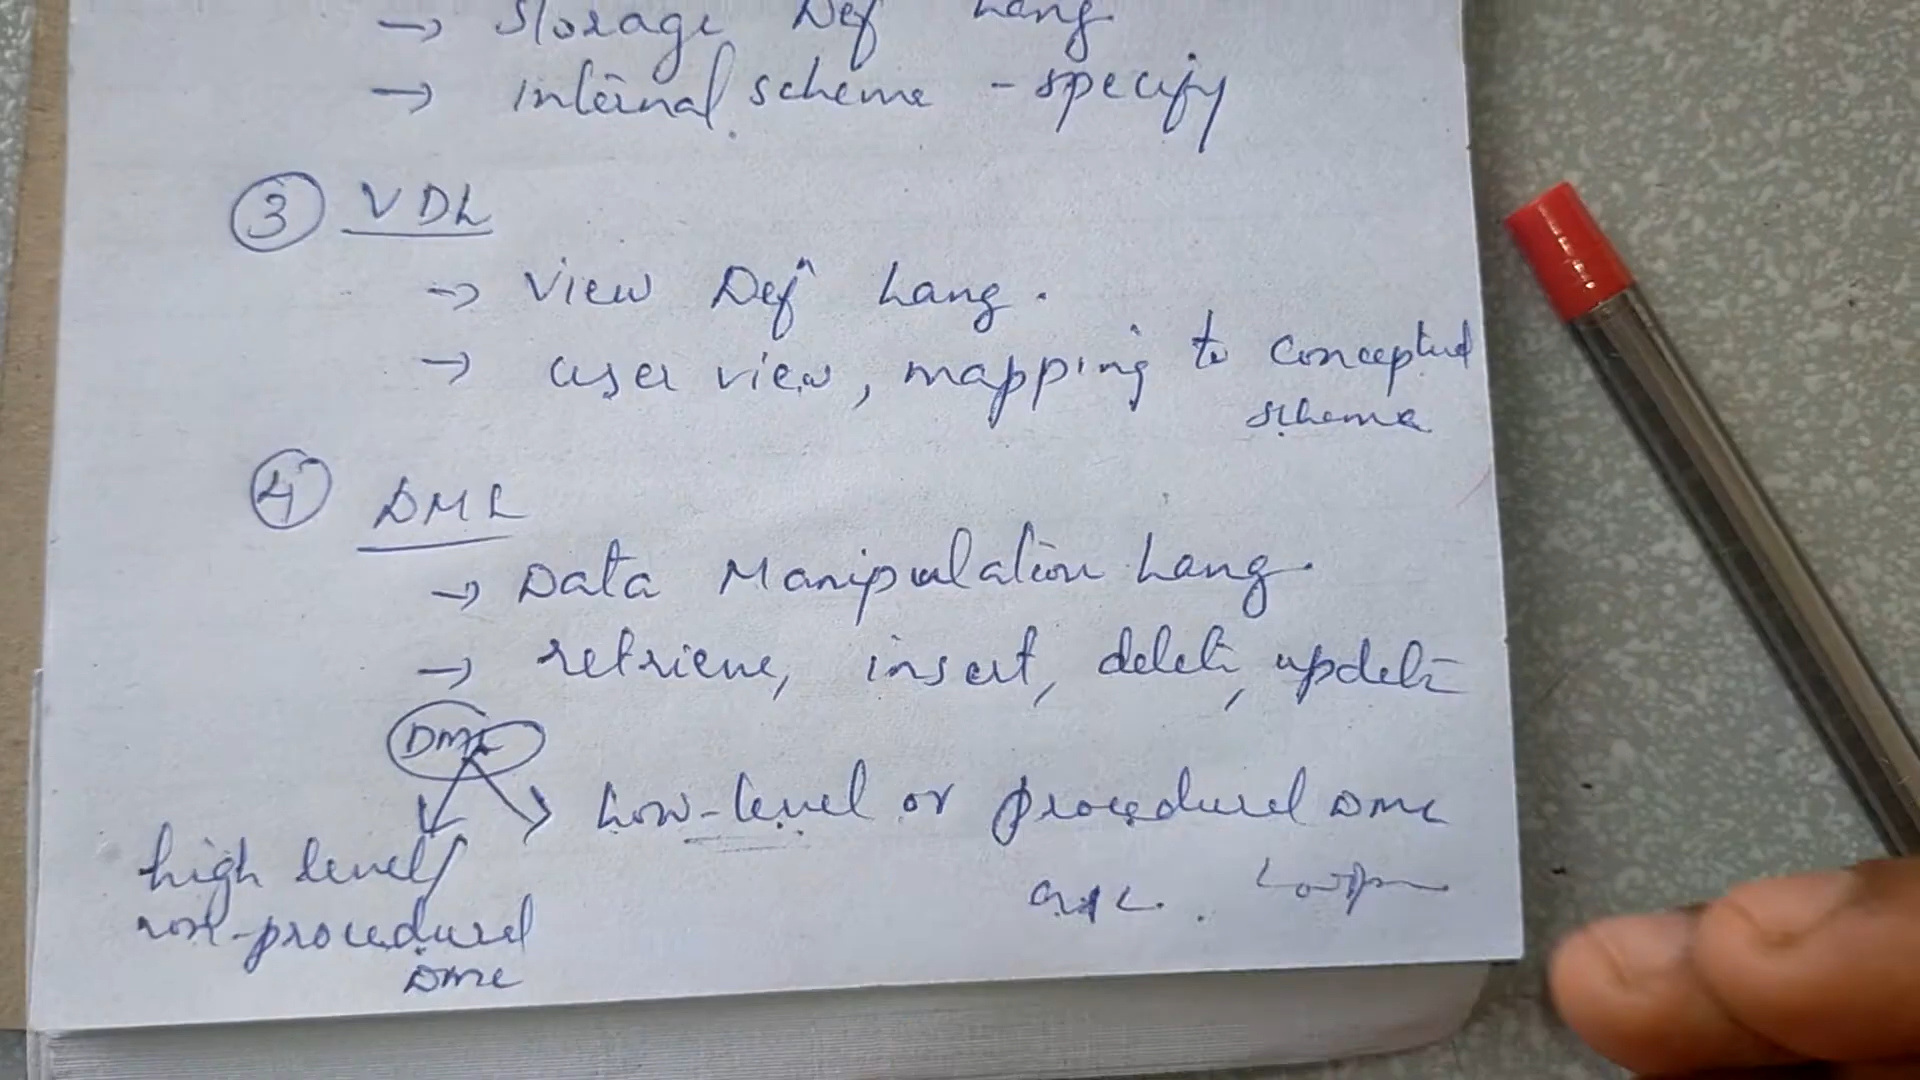 → Storage Def Lang
→ internal scheme - specify
③ VDL
→ View Def Lang.
→ user view, mapping to conceptual
scheme
④ DML
→ Data Manipulation Lang.
→ retrieve, insert, delete, update
DML
→ Low-level or procedural DML
high level/
non-procedural
DML